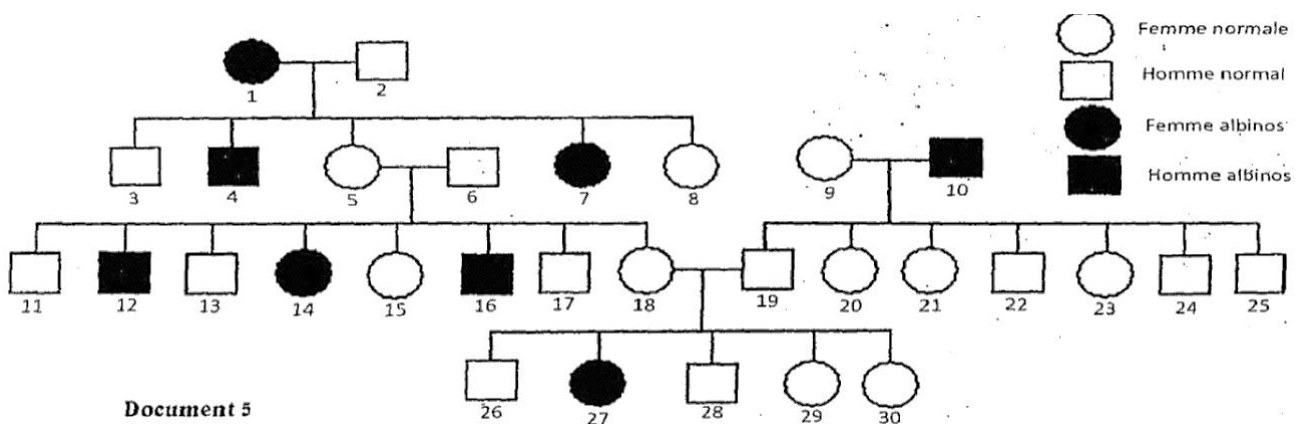 Femme normale
Homme normal
Femme albinos
Homme albinos
1 2
3 4 5 6 7 8 9 10
11 12 13 14 15 16 17 18 19 20 21 22 23 24 25
26 27 28 29 30
Document 5